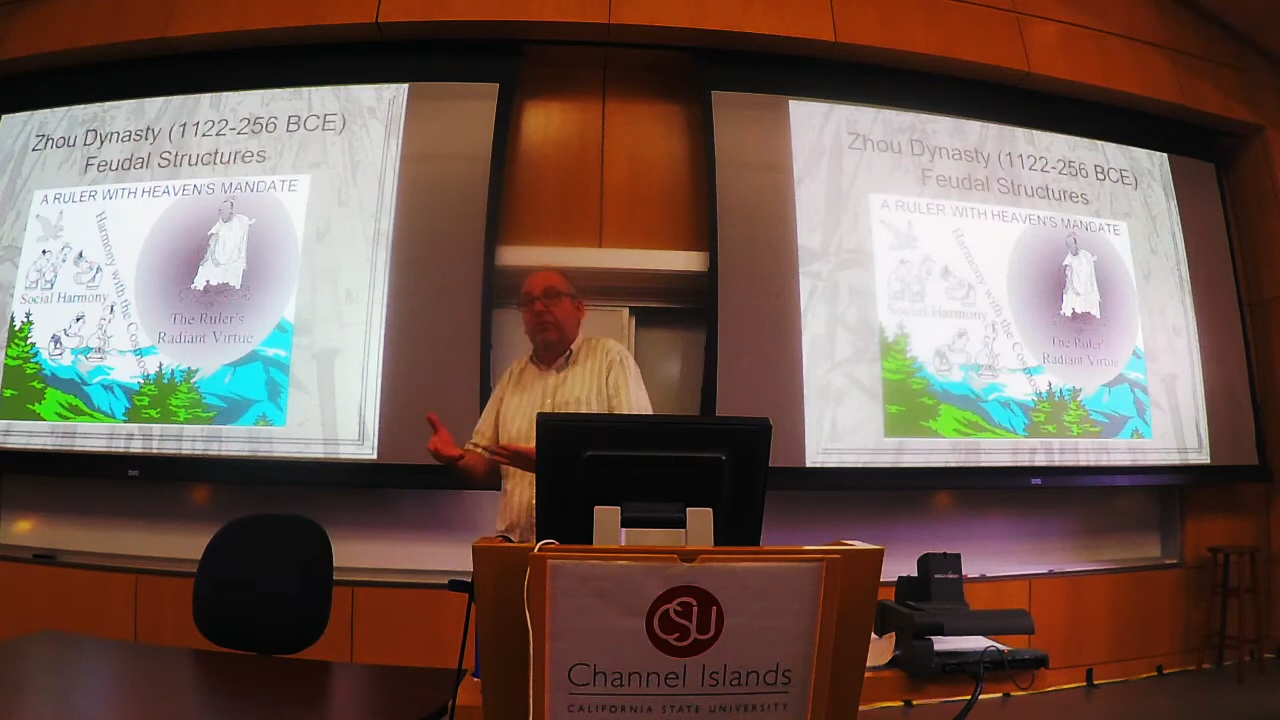 Zhou Dynasty (1122-256 BCE)
Feudal Structures
A RULER WITH HEAVEN'S MANDATE
Harmony with the Cosmos
Social Harmony
The Ruler's
Radiant Virtue
Zhou Dynasty (1122-256 BCE)
Feudal Structures
A RULER WITH HEAVEN'S MANDATE
Harmony with the Cosmos
Social Harmony
The Ruler's
Radiant Virtue
CSU
Channel Islands
CALIFORNIA STATE UNIVERSITY